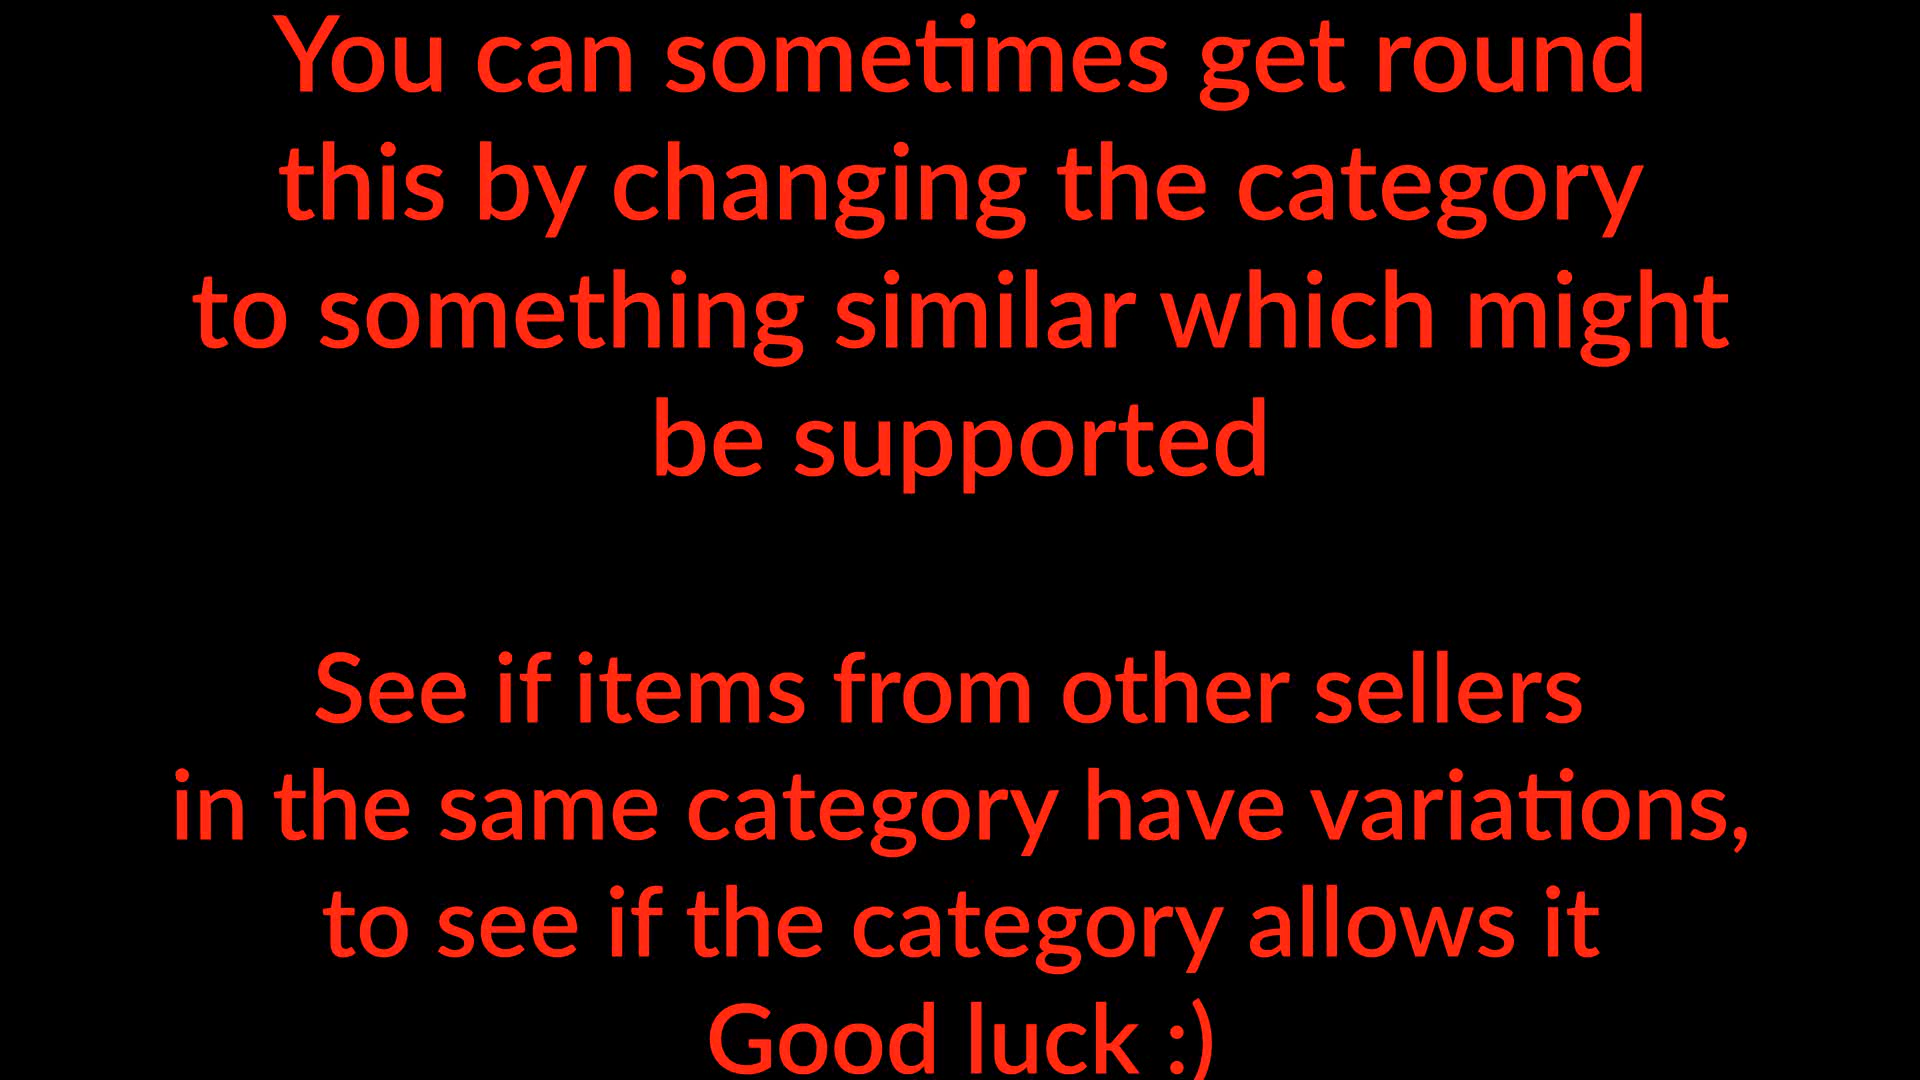 You can sometimes get round
this by changing the category
to something similar which might
be supported
See if items from other sellers
in the same category have variations,
to see if the category allows it
Good luck :)